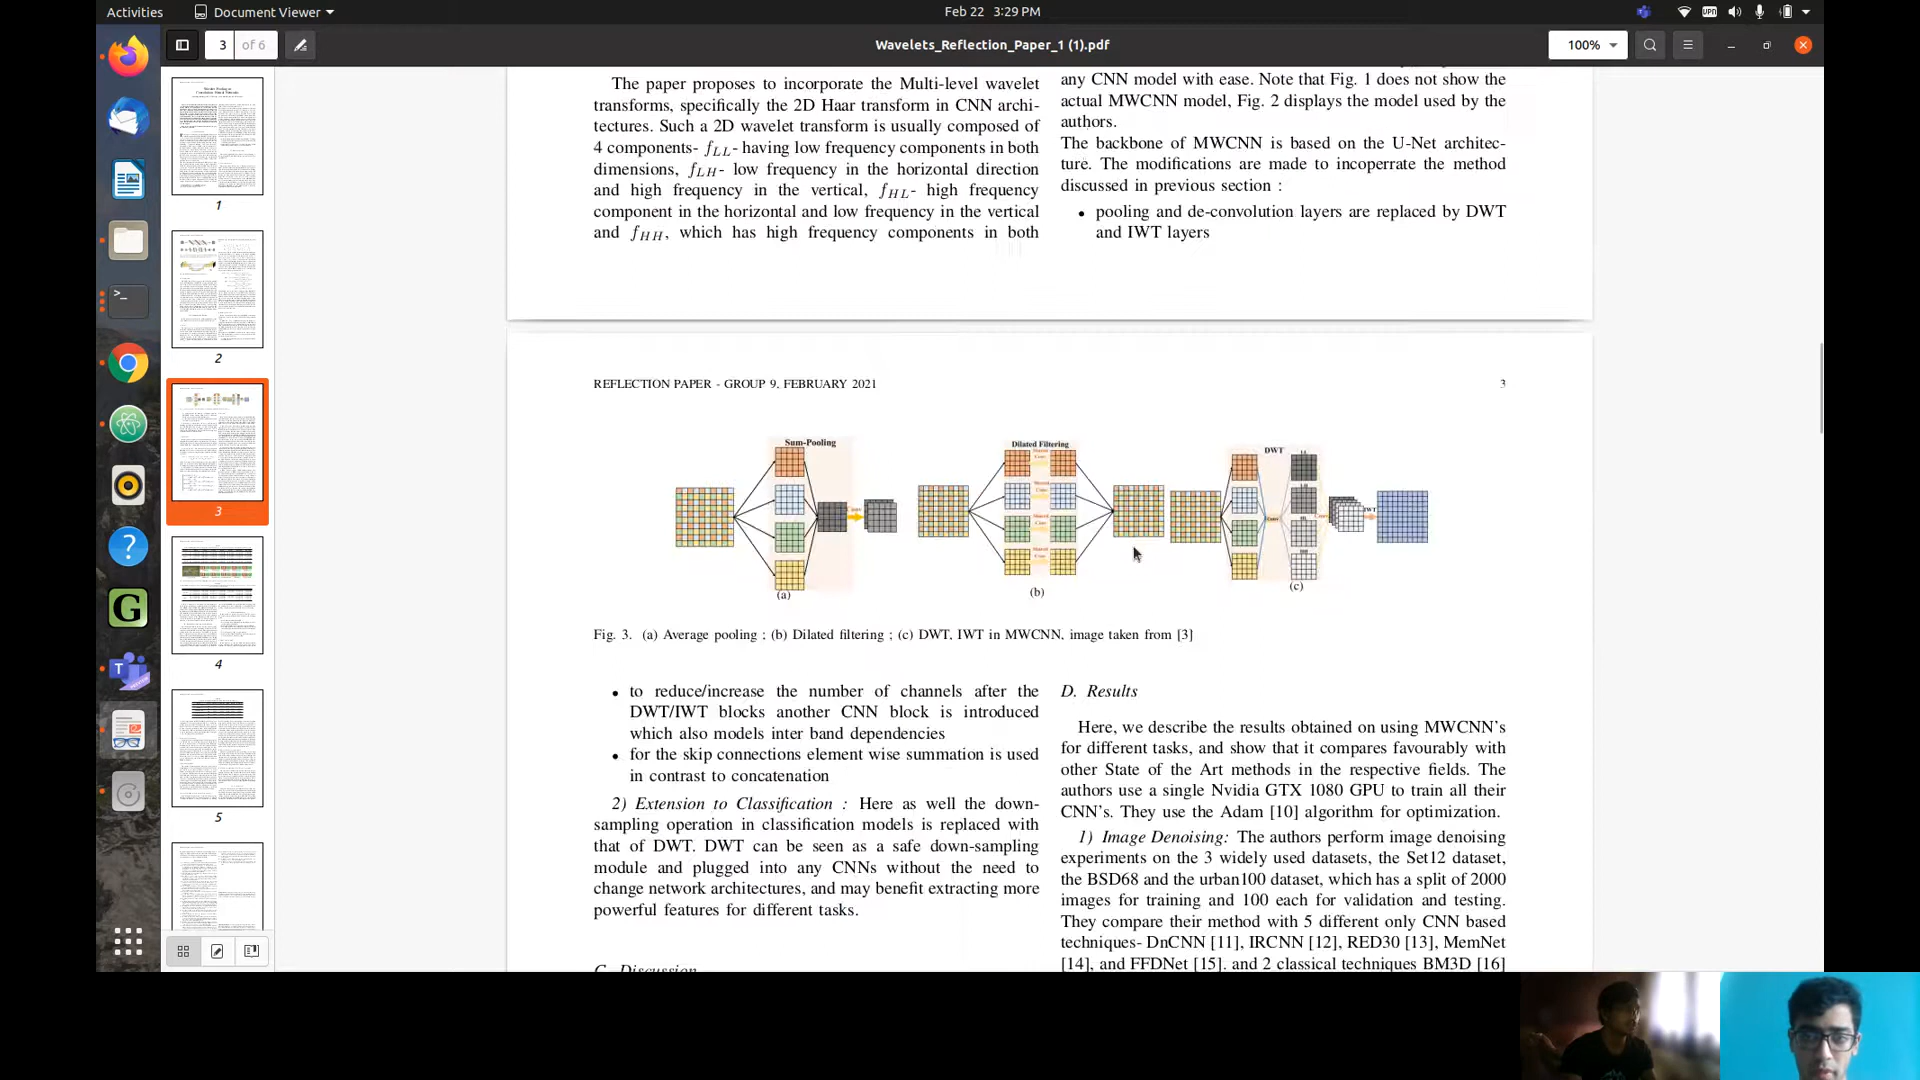 Activities
Document Viewer
Feb 22 3:29 PM
3 of 6
Wavelets_Reflection_Paper_1 (1).pdf
100%
1
2
3
4
5
The paper proposes to incorporate the Multi-level wavelet
transforms, specifically the 2D Haar transform in CNN archi-
tectures. Such a 2D wavelet transform is usually composed of
4 components- fLL- having low frequency components in both
dimensions, fLH- low frequency in the horizontal direction
and high frequency in the vertical, fHL- high frequency
component in the horizontal and low frequency in the vertical
and fHH, which has high frequency components in both
any CNN model with ease. Note that Fig. 1 does not show the
actual MWCNN model, Fig. 2 displays the model used by the
authors.
The backbone of MWCNN is based on the U-Net architec-
ture. The modifications are made to incoperrate the method
discussed in previous section :
• pooling and de-convolution layers are replaced by DWT
and IWT layers
REFLECTION PAPER - GROUP 9, FEBRUARY 2021
3
Sum-Pooling
Conv
(a)
Dilated Filtering
(b)
DWT
Conv
(c)
Fig. 3. (a) Average pooling ; (b) Dilated filtering ; (c) DWT, IWT in MWCNN, image taken from [3]
• to reduce/increase the number of channels after the
DWT/IWT blocks another CNN block is introduced
which also models inter band dependencies
• for the skip connections element wise summation is used
in contrast to concatenation
2) Extension to Classification : Here as well the down-
sampling operation in classification models is replaced with
that of DWT. DWT can be seen as a safe down-sampling
module and plugged into any CNNs without the need to
change network architectures, and may benefit extracting more
powerful features for different tasks.
C. Discussion
D. Results
Here, we describe the results obtained on using MWCNN's
for different tasks, and show that it compares favourably with
other State of the Art methods in the respective fields. The
authors use a single Nvidia GTX 1080 GPU to train all their
CNN's. They use the Adam [10] algorithm for optimization.
1) Image Denoising: The authors perform image denoising
experiments on the 3 widely used datasets, the Set12 dataset,
the BSD68 and the urban100 dataset, which has a split of 2000
images for training and 100 each for validation and testing.
They compare their method with 5 different only CNN based
techniques- DnCNN [11], IRCNN [12], RED30 [13], MemNet
[14], and FFDNet [15]. and 2 classical techniques BM3D [16]